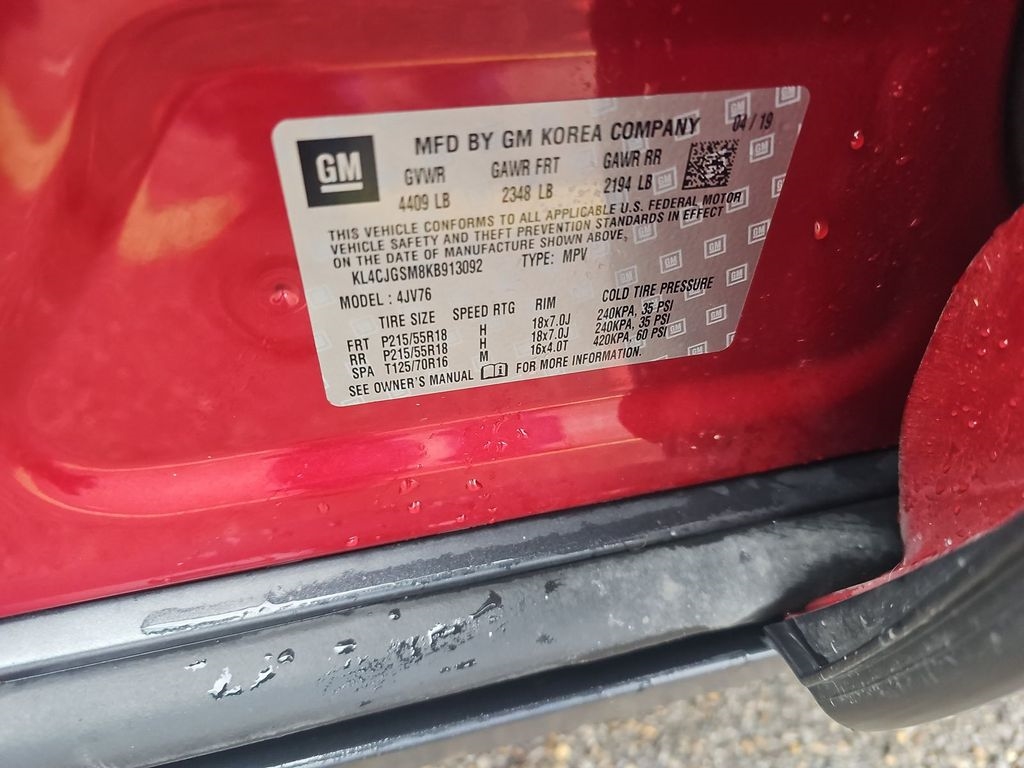 GM
MFD BY GM KOREA COMPANY 04 / 19
GVWR GAWR FRT GAWR RR
4409 LB 2348 LB 2194 LB
THIS VEHICLE CONFORMS TO ALL APPLICABLE U.S. FEDERAL MOTOR
VEHICLE SAFETY AND THEFT PREVENTION STANDARDS IN EFFECT
ON THE DATE OF MANUFACTURE SHOWN ABOVE.
KL4CJGSM8KB913092 TYPE: MPV
MODEL : 4JV76
TIRE SIZE SPEED RTG RIM COLD TIRE PRESSURE
FRT P215/55R18 H 18x7.0J 240KPA, 35 PSI
RR P215/55R18 H 18x7.0J 240KPA, 35 PSI
SPA T125/70R16 M 16x4.0T 420KPA, 60 PSI
SEE OWNER'S MANUAL FOR MORE INFORMATION.